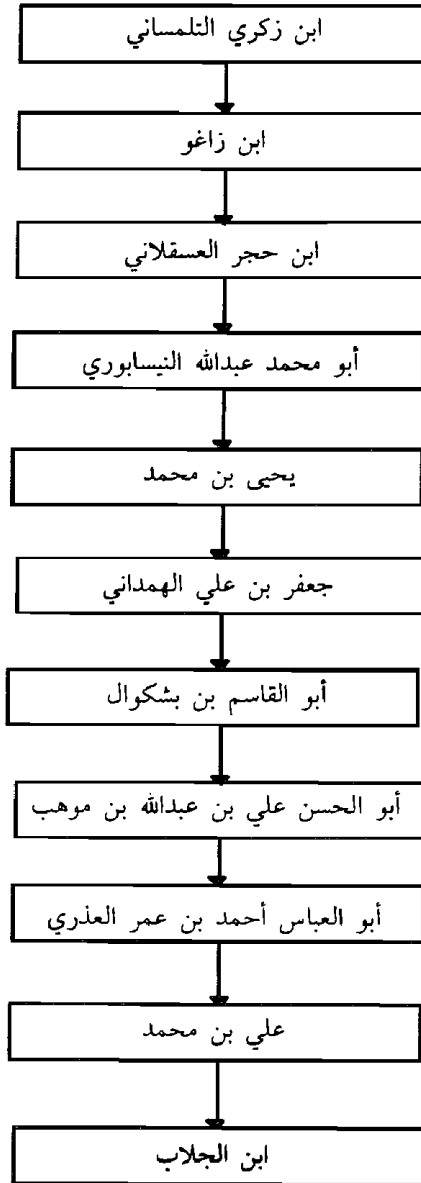 ابن زكري التلمساني
ابن زاغو
ابن حجر العسقلاني
أبو محمد عبدالله النيسابوري
يحيى بن محمد
جعفر بن علي الهمداني
أبو القاسم بن بشكوال
أبو الحسن علي بن عبدالله بن موهب
أبو العباس أحمد بن عمر العذري
علي بن محمد
ابن الجلاب